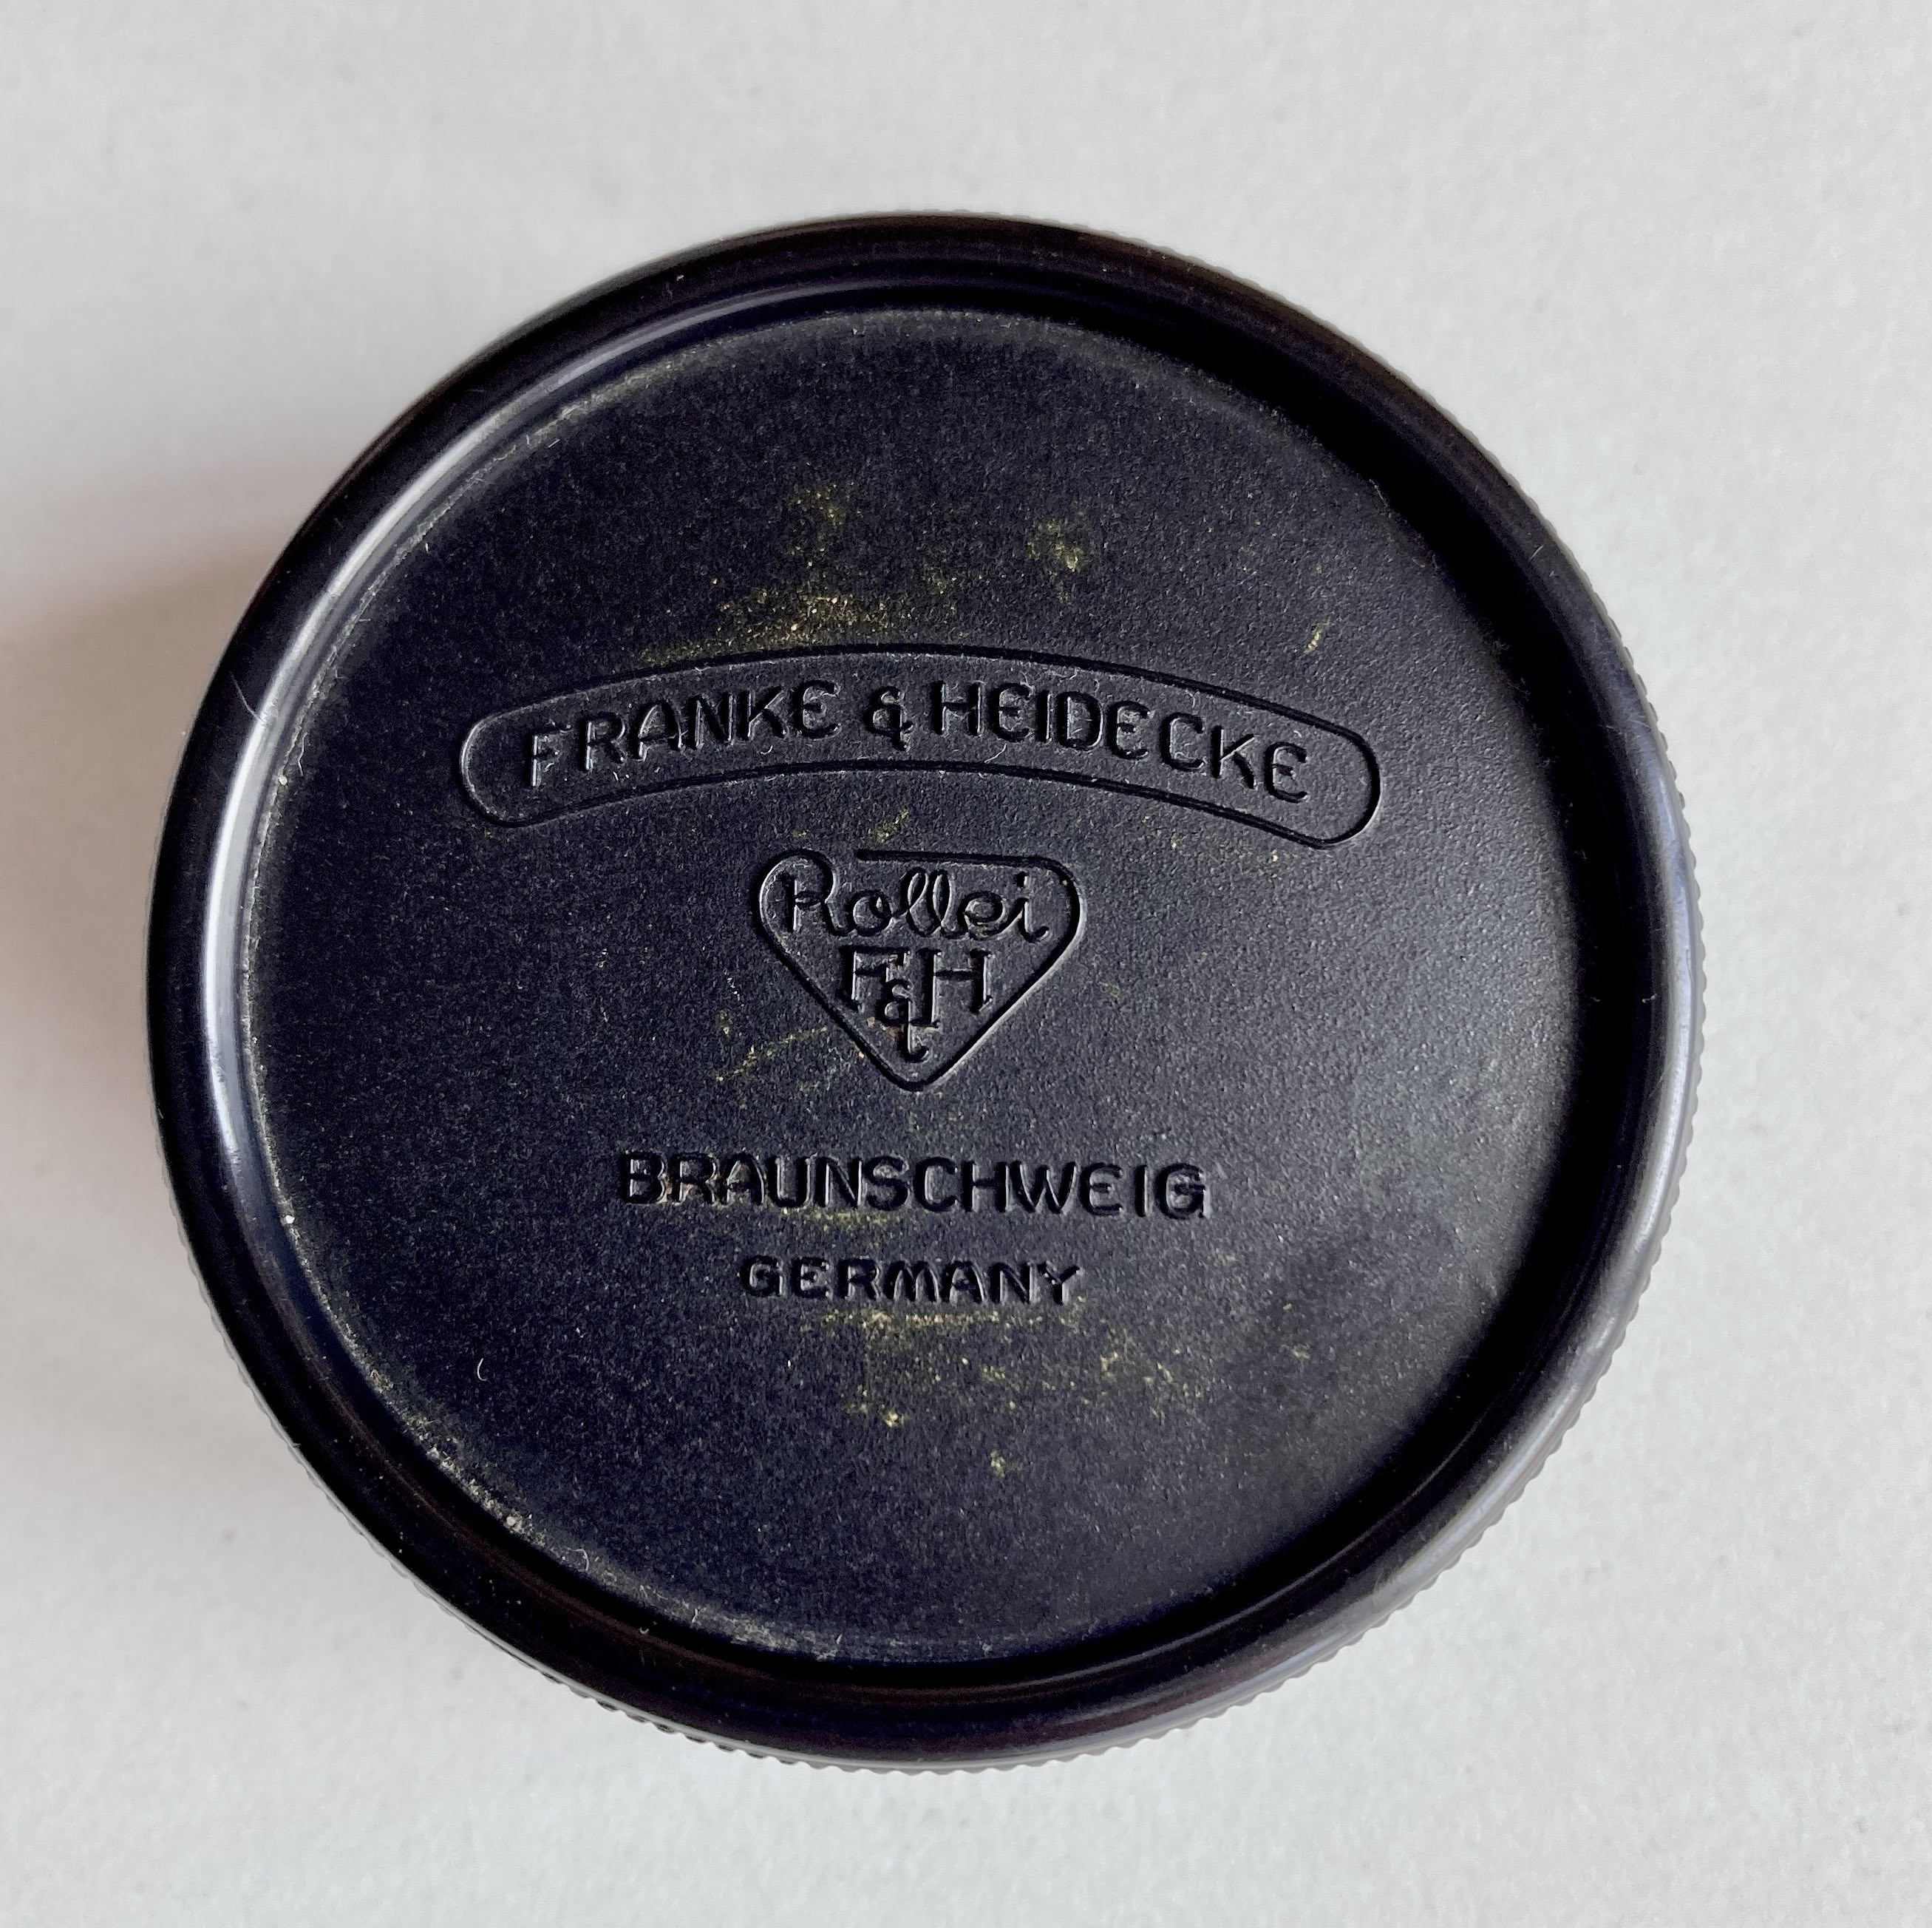 FRANKE & HEIDECKE
Rollei
F&H
BRAUNSCHWEIG
GERMANY